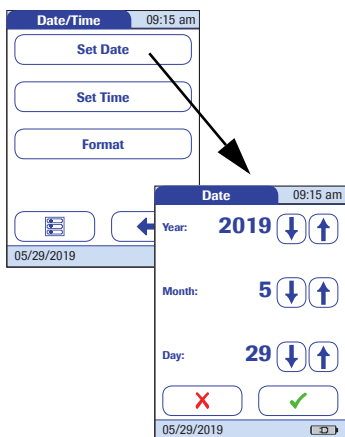 Date/Time 09:15 am
Set Date
Set Time
Format
05/29/2019
Date 09:15 am
Year: 2019
Month: 5
Day: 29
05/29/2019